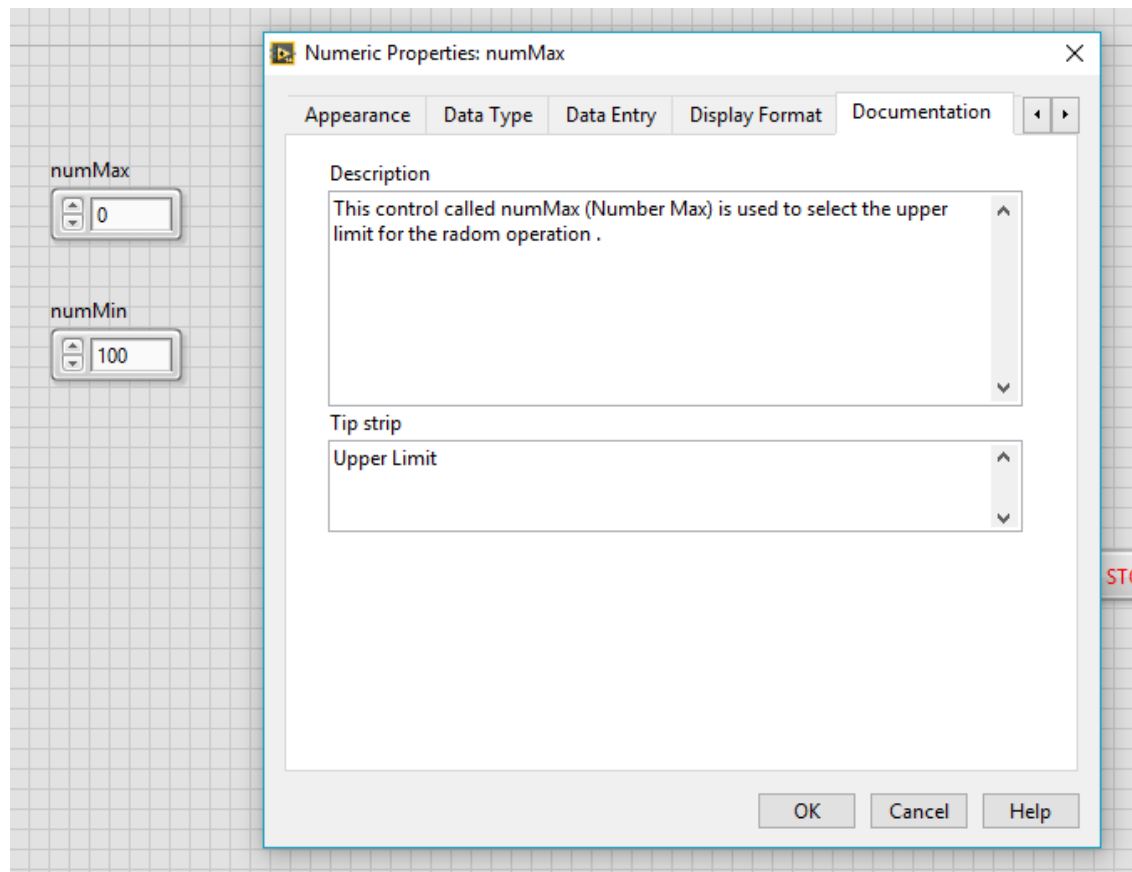 Numeric Properties: numMax
Appearance Data Type Data Entry Display Format Documentation
numMax
0
numMin
100
Description
This control called numMax (Number Max) is used to select the upper
limit for the radom operation .
Tip strip
Upper Limit
OK Cancel Help